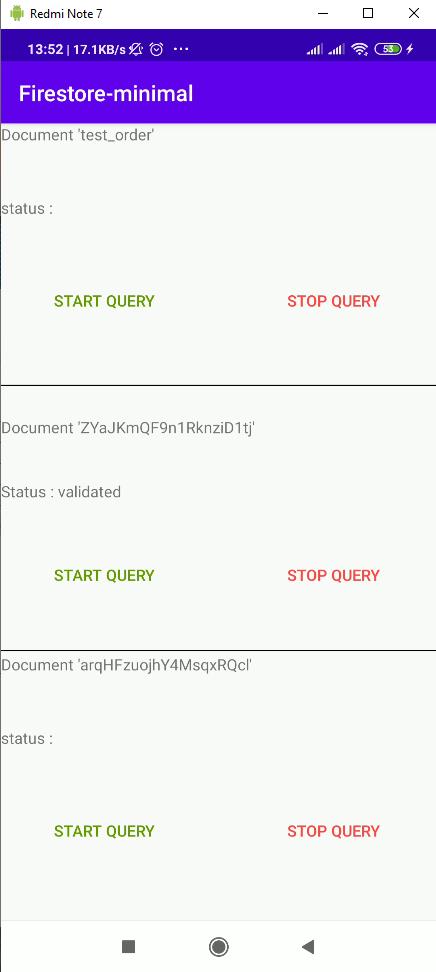 Redmi Note 7
13:52 | 17.1KB/s ... 53
Firestore-minimal
Document 'test_order'
status :
START QUERY STOP QUERY
Document 'ZYaJKmQF9n1RknziD1tj'
Status : validated
START QUERY STOP QUERY
Document 'arqHFzuojhY4MsqxRQcl'
status :
START QUERY STOP QUERY